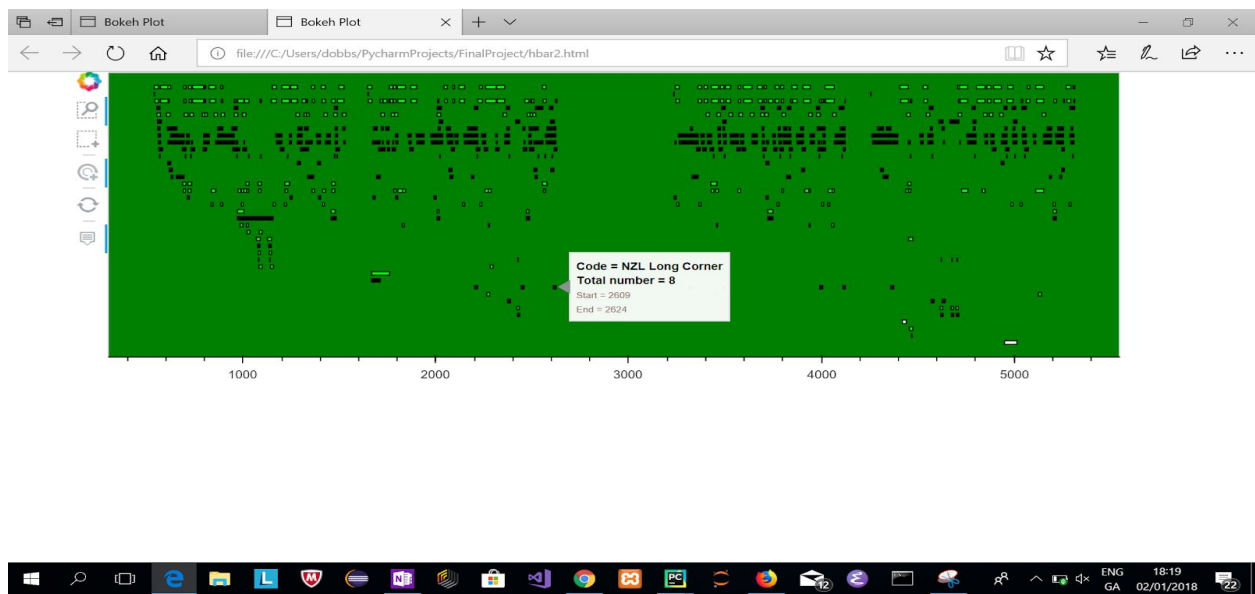 Bokeh Plot
Bokeh Plot
file:///C:/Users/dobbs/PycharmProjects/FinalProject/hbar2.html
Code = NZL Long Corner
Total number = 8
Start = 2609
End = 2624
1000 2000 3000 4000 5000
ENG 18:19
GA 02/01/2018
12
22